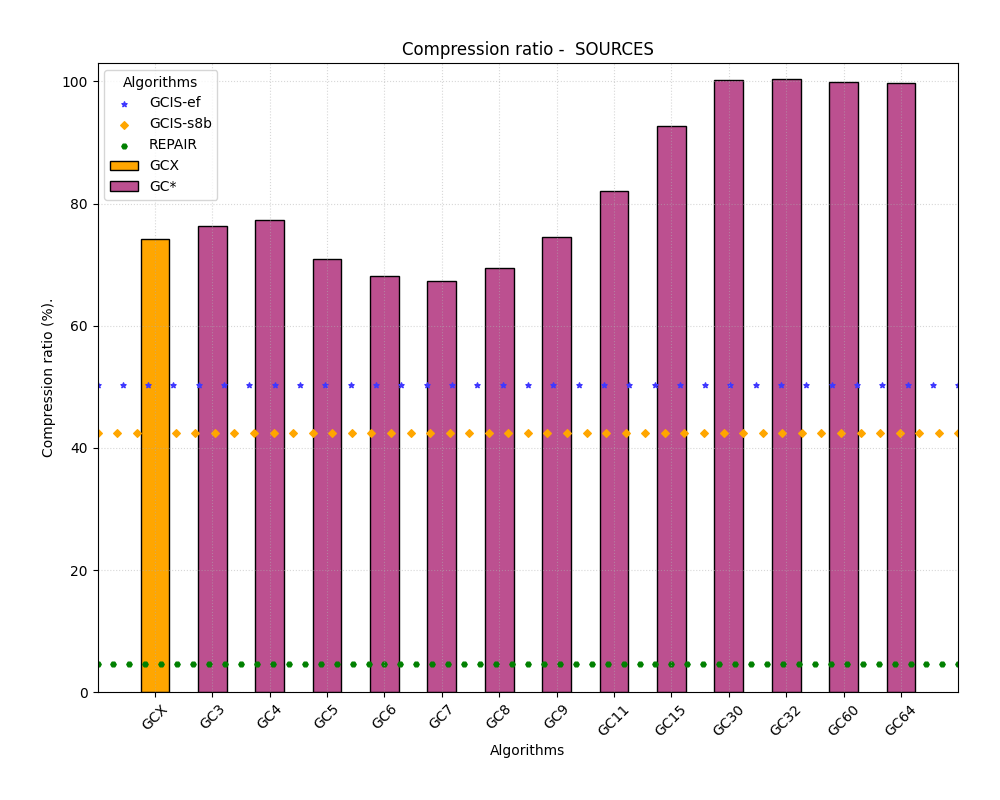 Compression ratio -  SOURCES
Algorithms
GCIS-ef
GCIS-s8b
REPAIR
GCX
GC*
Compression ratio (%).
100
80
60
40
20
0
GCX
GC3
GC4
GC5
GC6
GC7
GC8
GC9
GC11
GC15
GC30
GC32
GC60
GC64
Algorithms